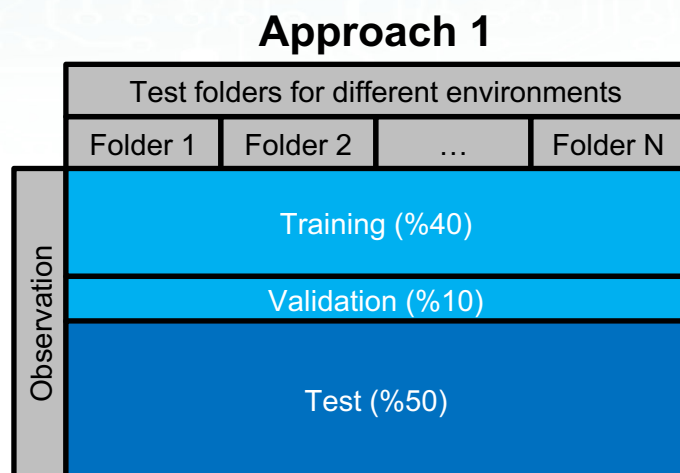 Approach 1
Test folders for different environments
Folder 1 Folder 2 … Folder N
Observation
Training (%40)
Validation (%10)
Test (%50)